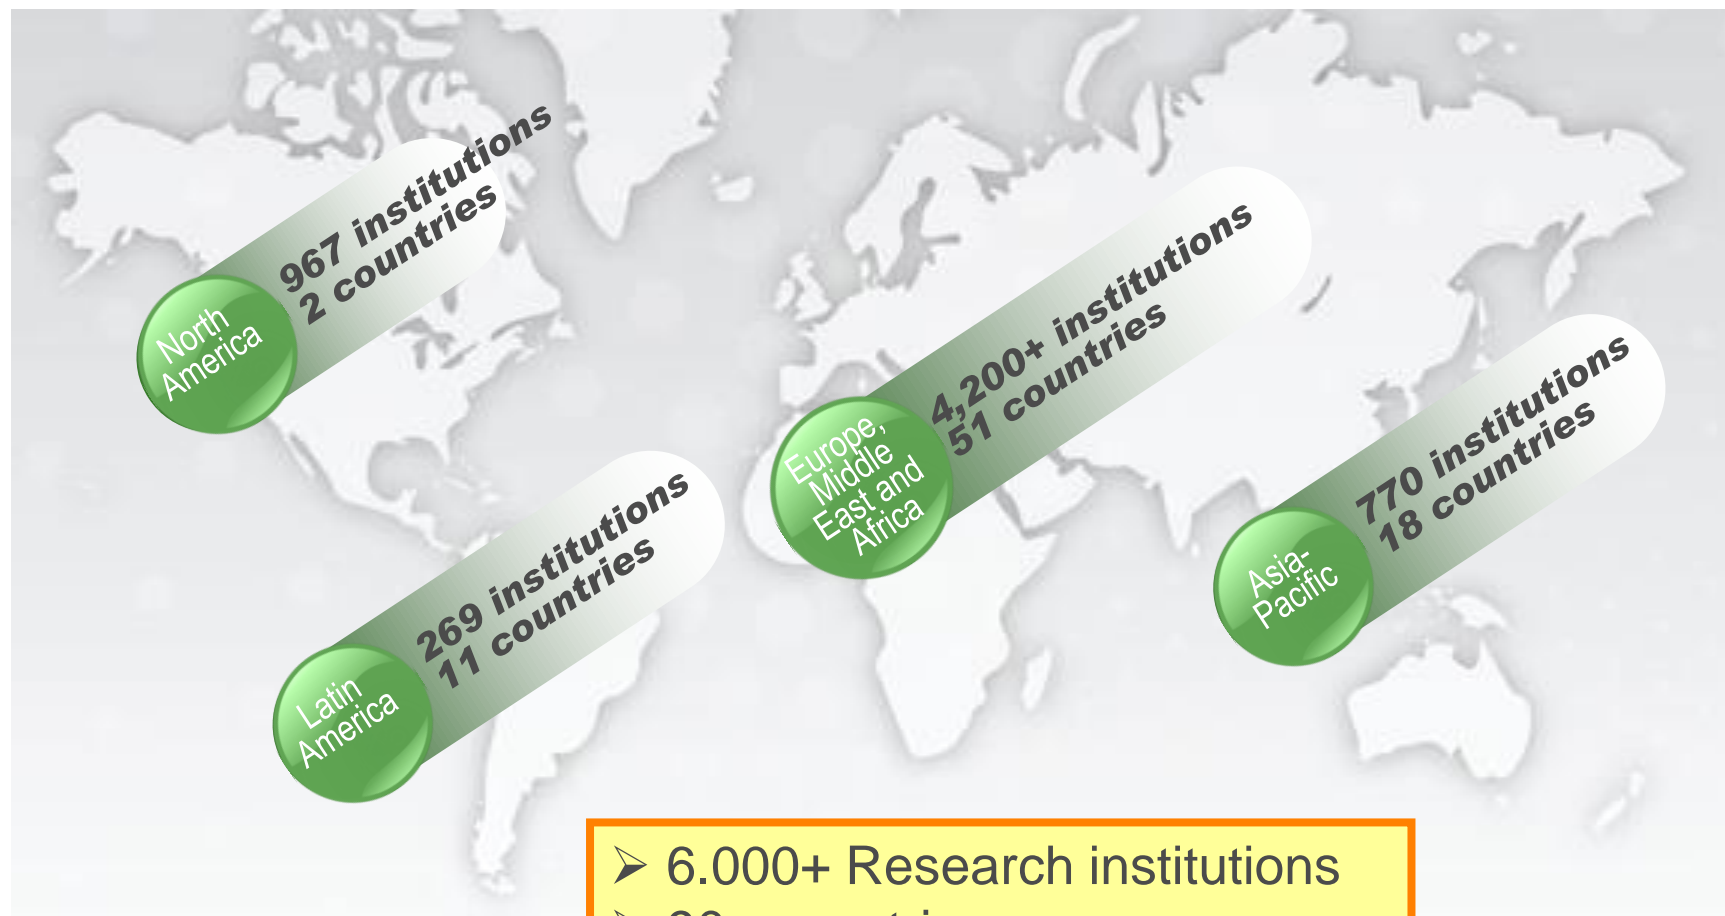 967 institutions
2 countries
North
America
4,200+ institutions
51 countries
Europe,
Middle
East and
Africa
770 institutions
18 countries
Asia-
Pacific
269 institutions
11 countries
Latin
America
➢ 6.000+ Research institutions